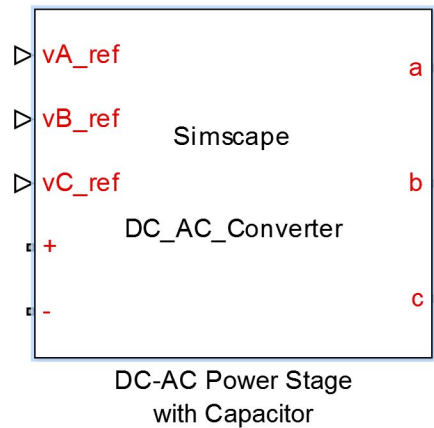 vA_ref
a
vB_ref
Simscape
vC_ref
b
DC_AC_Converter
+
-
c
DC-AC Power Stage
with Capacitor